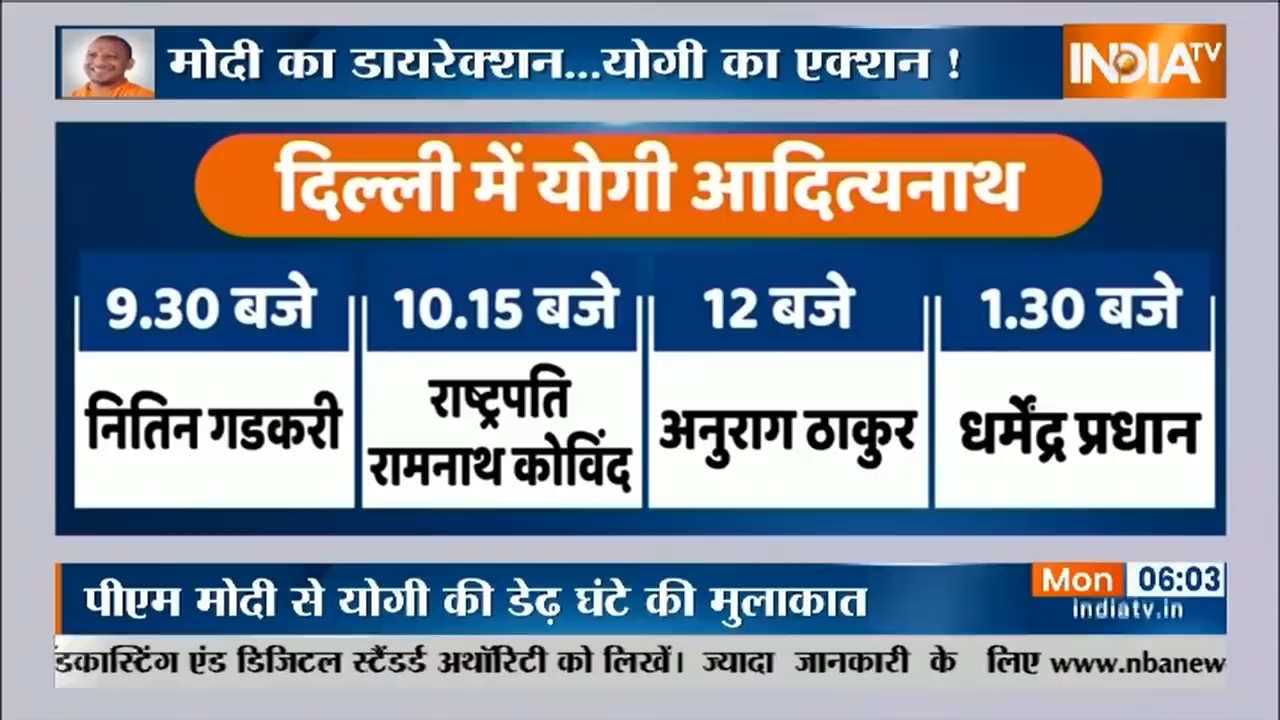 मोदी का डायरेक्शन...योगी का एक्शन !
INDIA TV
दिल्ली में योगी आदित्यनाथ
9.30 बजे
नितिन गडकरी
10.15 बजे
राष्ट्रपति
रामनाथ कोविंद
12 बजे
अनुराग ठाकुर
1.30 बजे
धर्मेंद्र प्रधान
पीएम मोदी से योगी की डेढ़ घंटे की मुलाकात
Mon 06:03
indiatv.in
डकास्टिंग एंड डिजिटल स्टैंडर्ड अथॉरिटी को लिखें। ज्यादा जानकारी के लिए www.nbanew